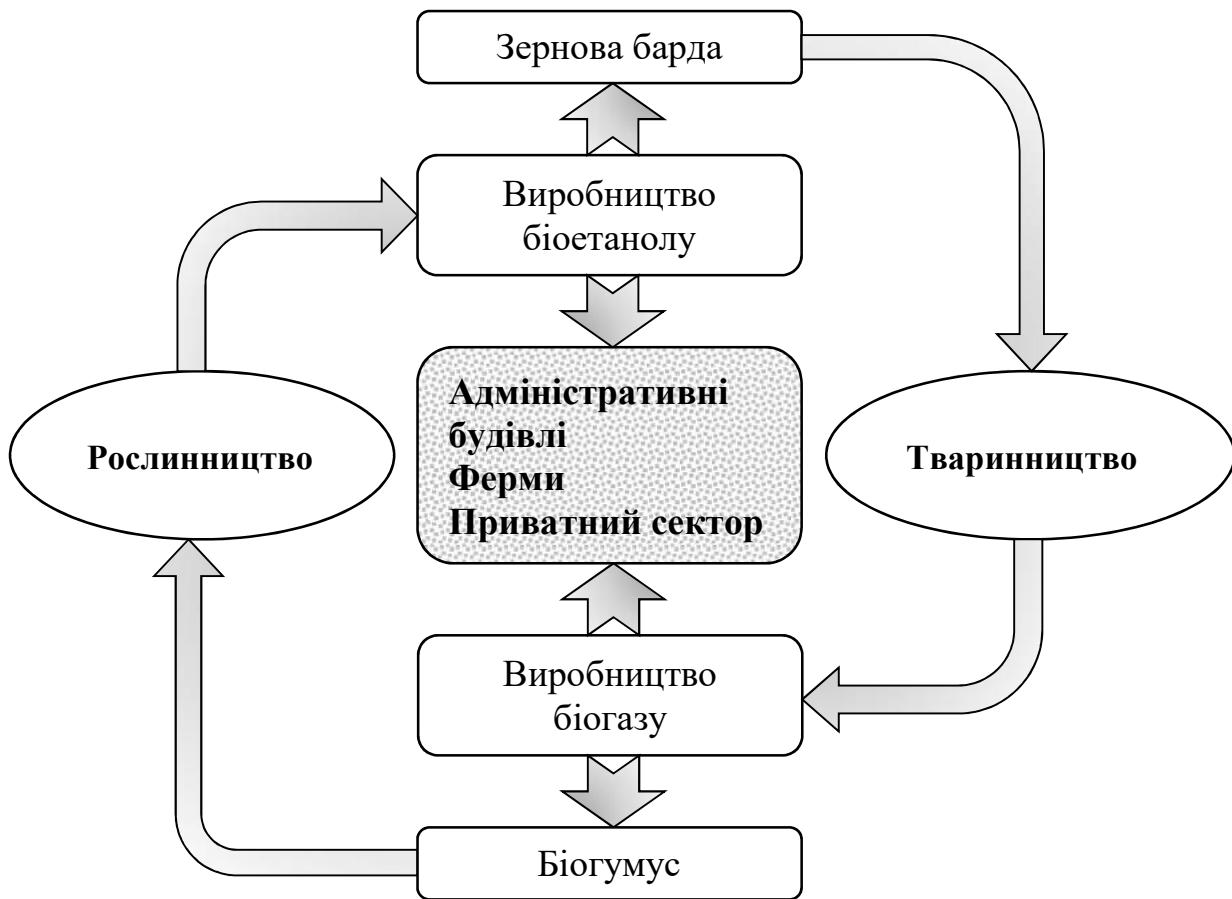 Зернова барда
Виробництво
біоетанолу
Адміністративні
будівлі
Ферми
Приватний сектор
Рослинництво
Тваринництво
Виробництво
біогазу
Біогумус